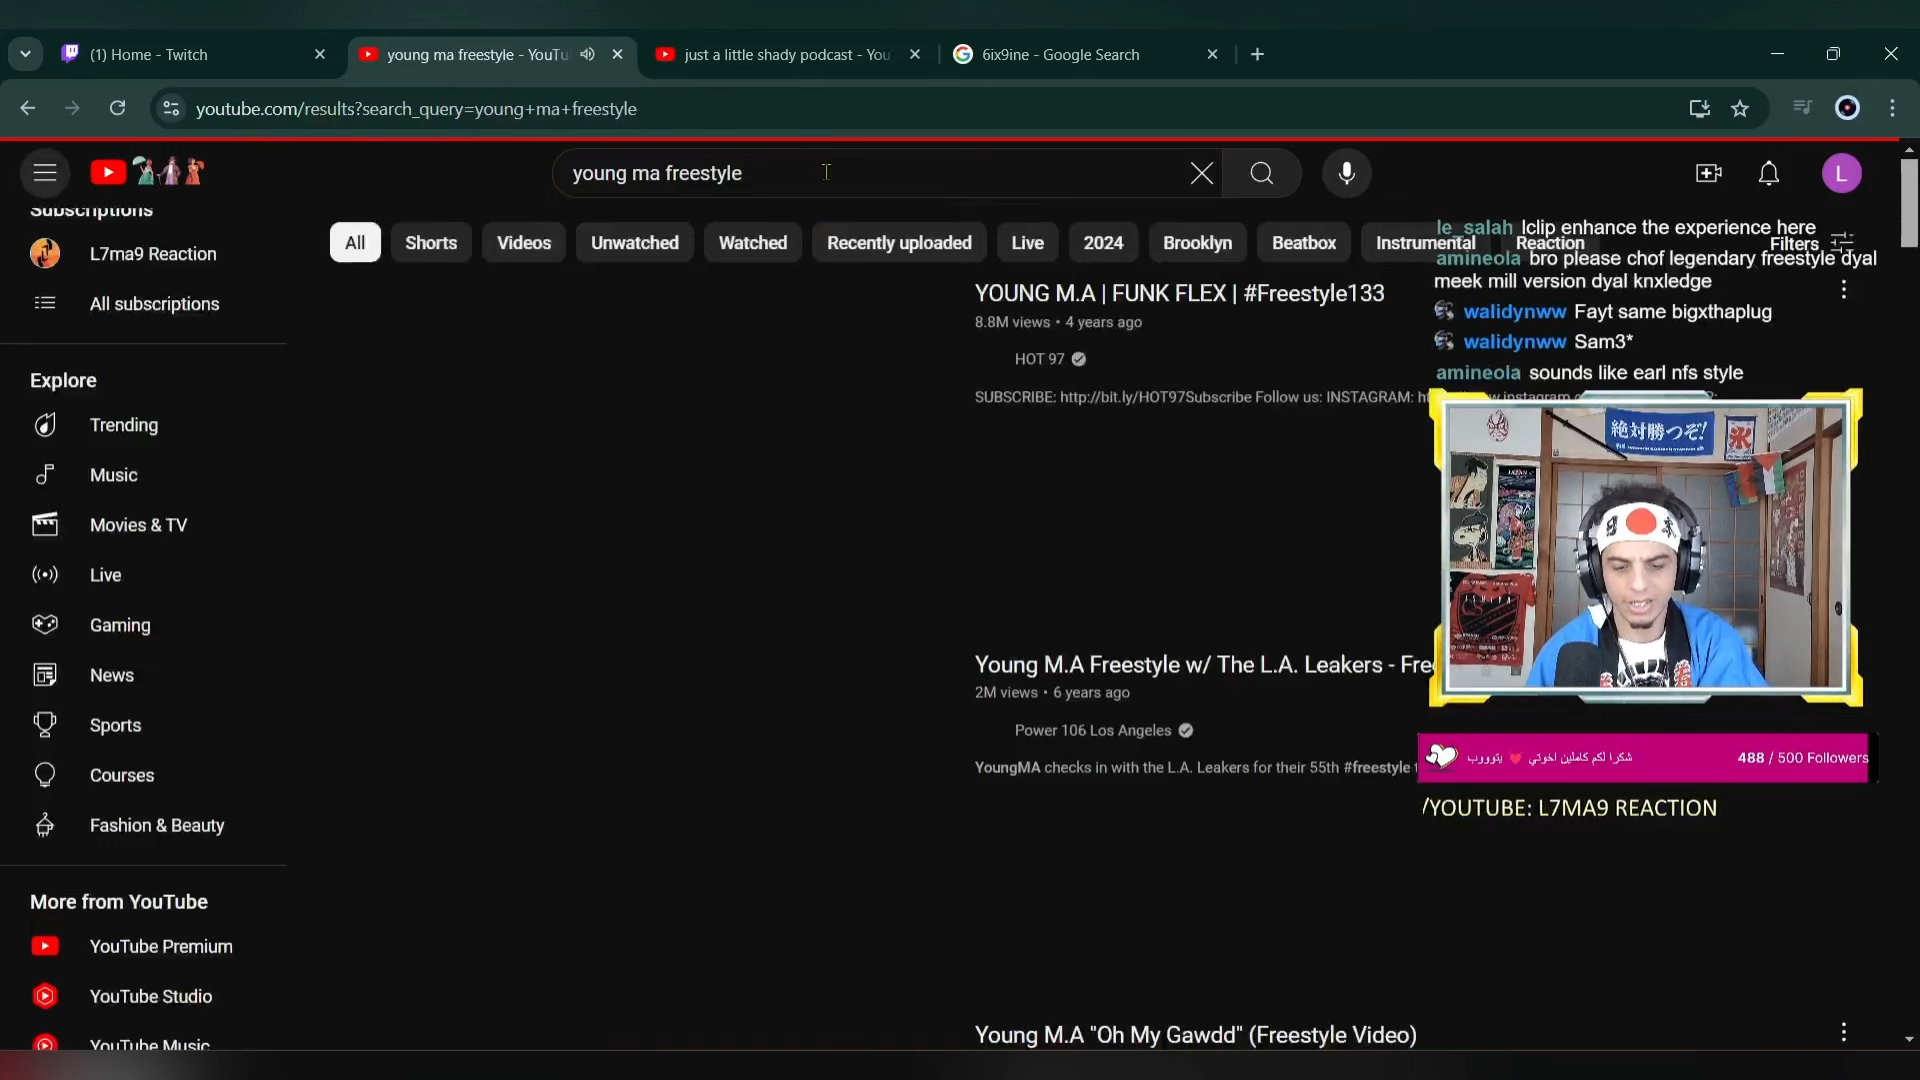 (1) Home - Twitch
young ma freestyle - YouTu
just a little shady podcast - You
6ix9ine - Google Search
youtube.com/results?search_query=young+ma+freestyle
young ma freestyle
L
Subscriptions
L7ma9 Reaction
All subscriptions
Explore
Trending
Music
Movies & TV
Live
Gaming
News
Sports
Courses
Fashion & Beauty
More from YouTube
YouTube Premium
YouTube Studio
YouTube Music
All
Shorts
Videos
Unwatched
Watched
Recently uploaded
Live
2024
Brooklyn
Beatbox
Instrumental
Reaction
Filters
YOUNG M.A | FUNK FLEX | #Freestyle133
8.8M views • 4 years ago
HOT 97
SUBSCRIBE: http://bit.ly/HOT97Subscribe Follow us: INSTAGRAM:
Young M.A Freestyle w/ The L.A. Leakers - Fre
2M views • 6 years ago
Power 106 Los Angeles
YoungMA checks in with the L.A. Leakers for their 55th #freestyle
Young M.A "Oh My Gawdd" (Freestyle Video)
le_salah lclip enhance the experience here
amineola bro please chof legendary freestyle dyal
meek mill version dyal knxledge
walidynww Fayt same bigxthaplug
walidynww Sam3*
amineola sounds like earl nfs style
絶対勝つぞ!
氷
شكرا لكم كاملين اخوتي ❤ يتوووب
488 / 500 Followers
/YOUTUBE: L7MA9 REACTION